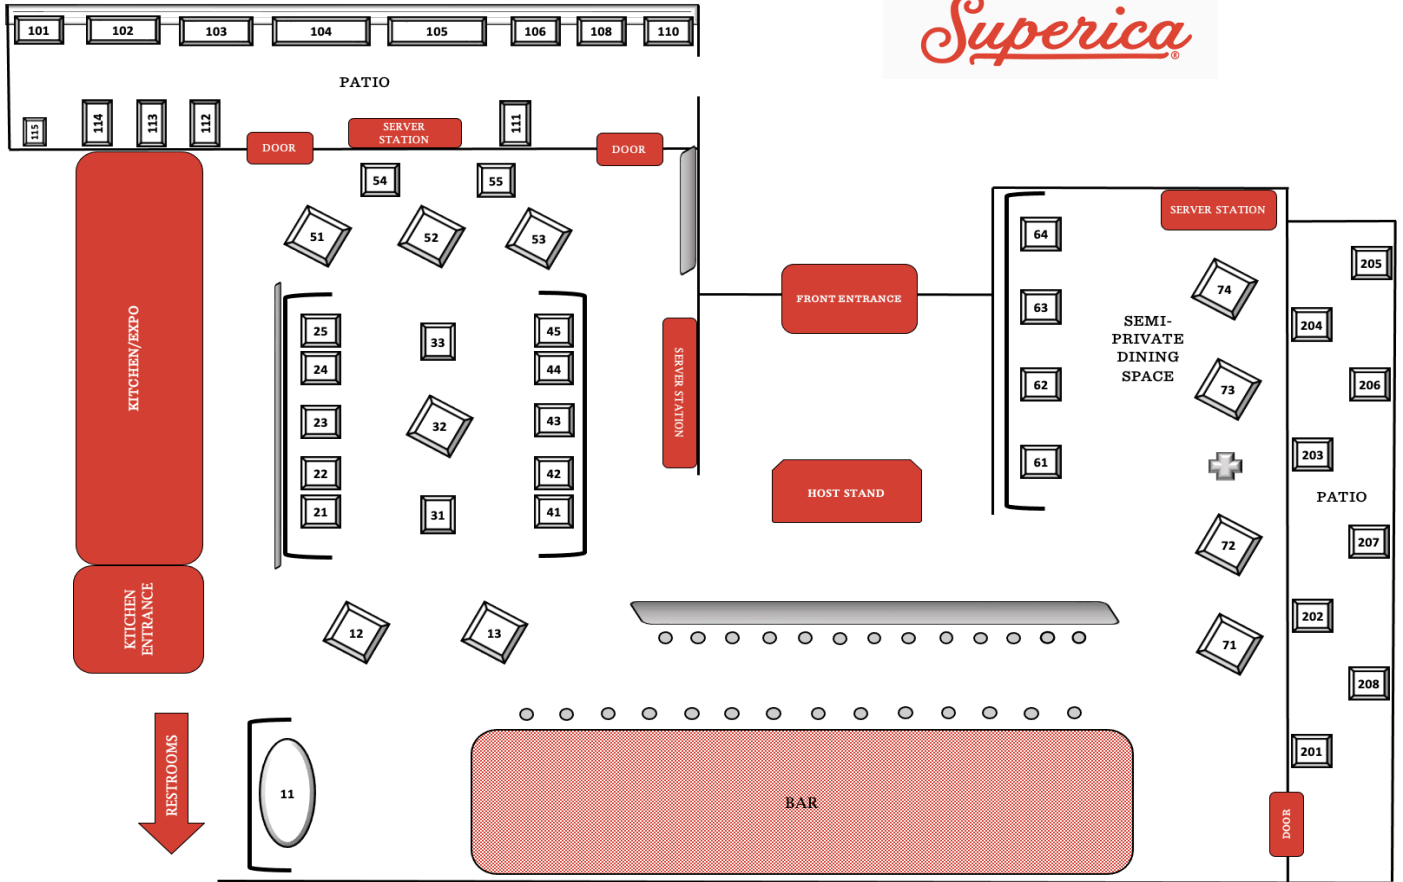 Superica®
101 102 103 104 105 106 108 110
PATIO
115 114 113 112 111
SERVER
STATION
DOOR
DOOR
54 55
51 52 53
KITCHEN/EXPO
25 33 45
24 44
23 32 43
22 42
21 31 41
SERVER STATION
FRONT ENTRANCE
HOST STAND
64
63
62
61
SEMI-
PRIVATE
DINING
SPACE
SERVER STATION
74
73
72
71
205
204
206
203
PATIO
207
202
208
201
DOOR
KTICHEN
ENTRANCE
12 13
RESTROOMS
11
BAR